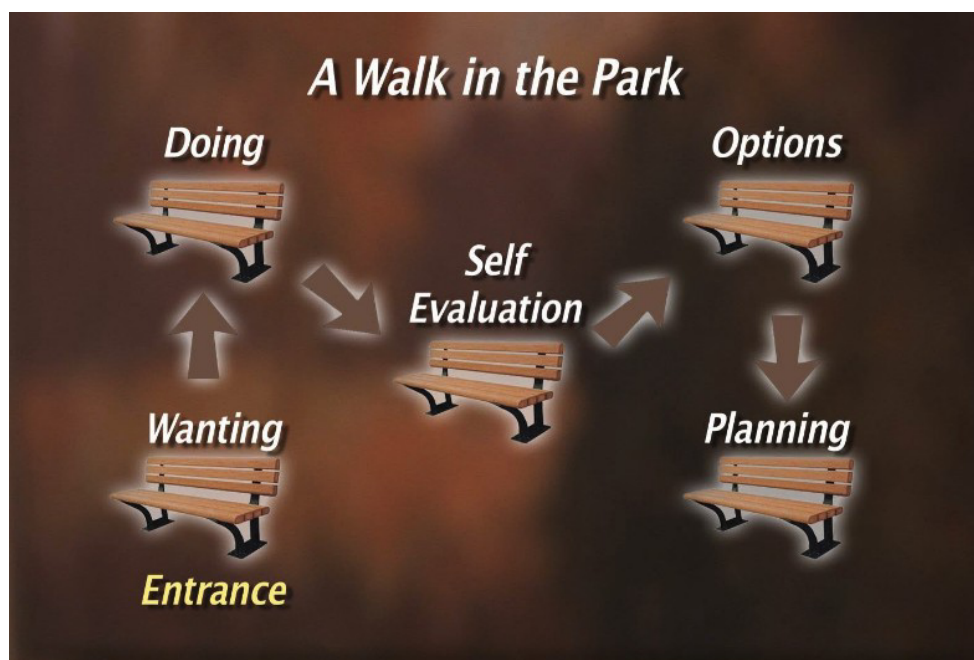 A Walk in the Park
Doing
Options
Self
Evaluation
Wanting
Planning
Entrance